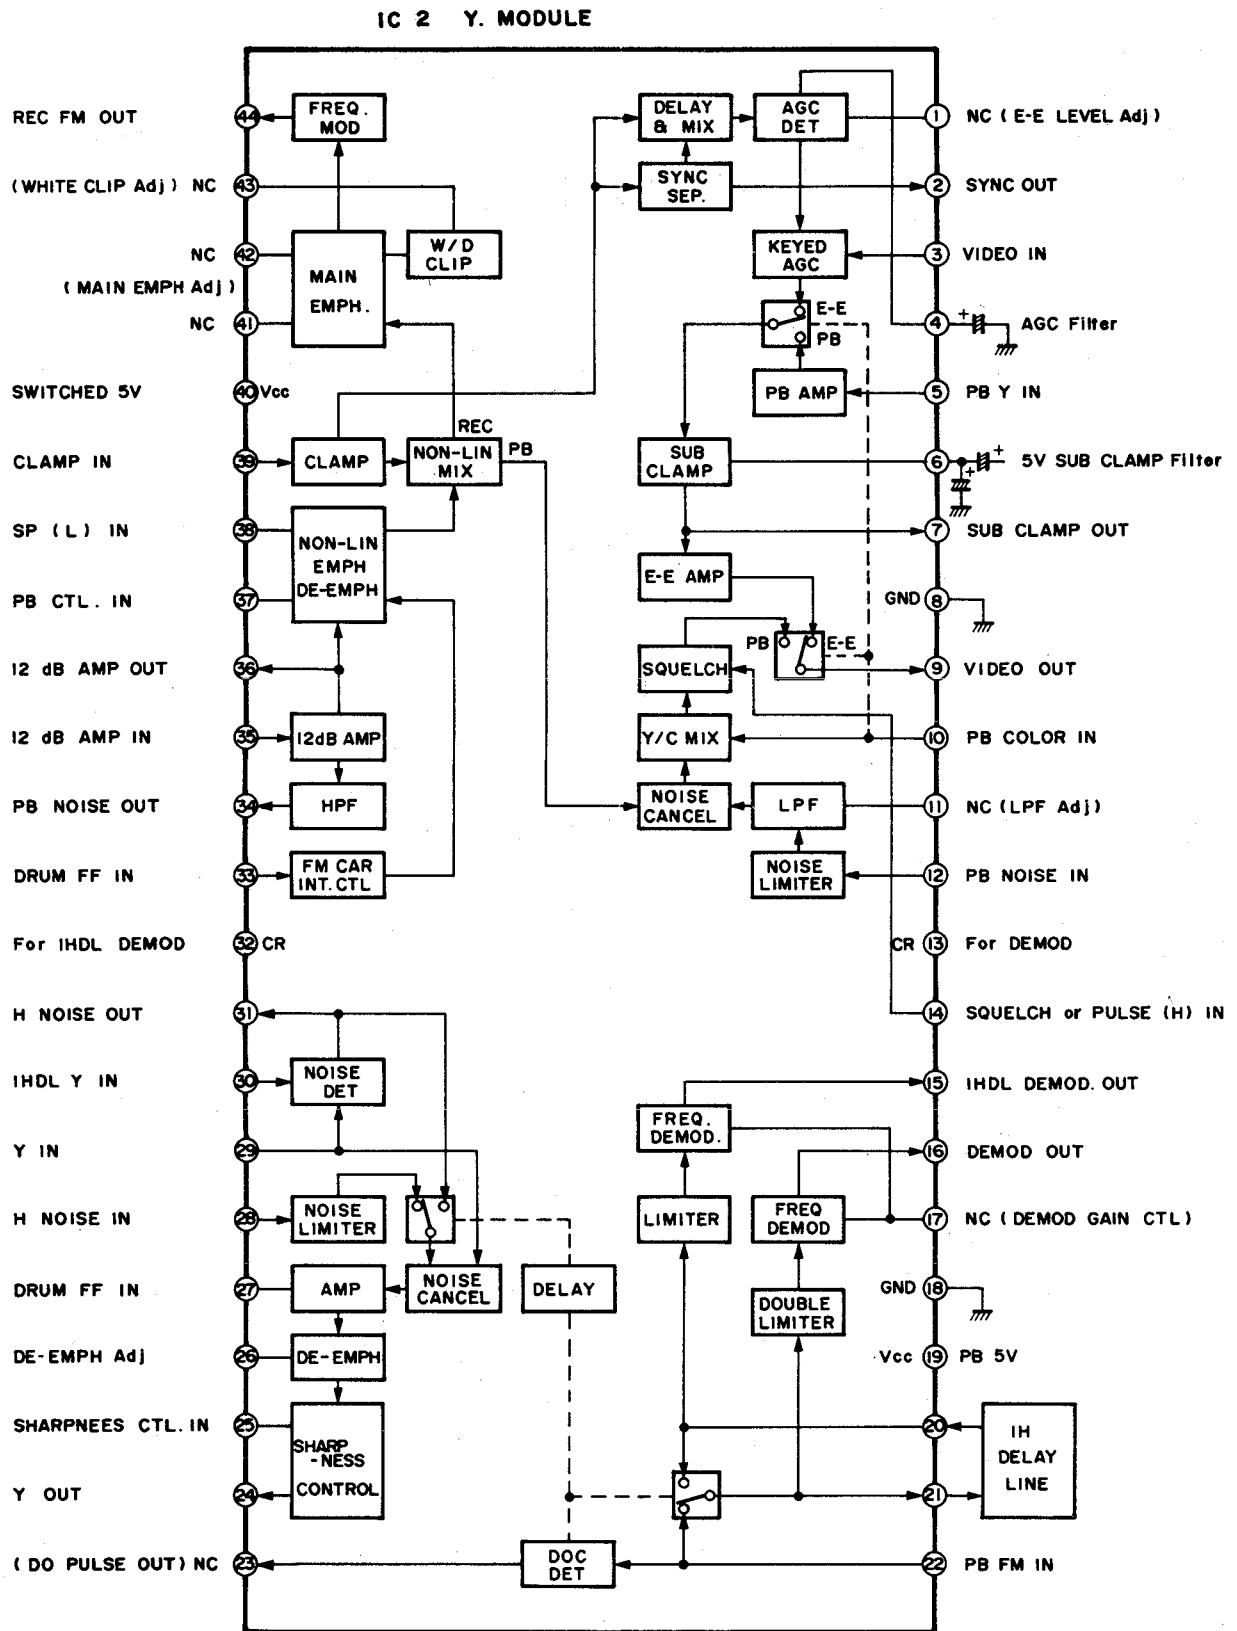 IC 2 Y. MODULE
REC FM OUT
44
FREQ.
MOD
DELAY
& MIX
AGC
DET
1
NC (E-E LEVEL Adj)
(WHITE CLIP Adj) NC
43
SYNC
SEP.
2
SYNC OUT
NC
42
MAIN
EMPH.
W/D
CLIP
KEYED
AGC
3
VIDEO IN
(MAIN EMPH Adj)
NC
41
E-E
PB
4
+
AGC Filter
SWITCHED 5V
40
Vcc
PB AMP
5
PB Y IN
CLAMP IN
39
CLAMP
REC
NON-LIN
MIX
PB
SUB
CLAMP
6
+
+
5V SUB CLAMP Filter
SP (L) IN
38
NON-LIN
EMPH
DE-EMPH
7
SUB CLAMP OUT
PB CTL. IN
37
E-E AMP
GND
8
12 dB AMP OUT
36
SQUELCH
PB
E-E
9
VIDEO OUT
12 dB AMP IN
35
12dB AMP
Y/C MIX
10
PB COLOR IN
PB NOISE OUT
34
HPF
NOISE
CANCEL
LPF
11
NC (LPF Adj)
DRUM FF IN
33
FM CAR
INT. CTL
NOISE
LIMITER
12
PB NOISE IN
For IHDL DEMOD
32
CR
CR
13
For DEMOD
H NOISE OUT
31
14
SQUELCH or PULSE (H) IN
IHDL Y IN
30
NOISE
DET
15
IHDL DEMOD. OUT
Y IN
29
FREQ.
DEMOD.
16
DEMOD OUT
H NOISE IN
28
NOISE
LIMITER
LIMITER
FREQ
DEMOD
17
NC (DEMOD GAIN CTL)
DRUM FF IN
27
AMP
NOISE
CANCEL
DELAY
DOUBLE
LIMITER
GND
18
DE-EMPH Adj
26
DE-EMPH
Vcc
19
PB 5V
SHARPNEES CTL. IN
25
SHARP
-NESS
CONTROL
20
IH
DELAY
LINE
Y OUT
24
21
(DO PULSE OUT) NC
23
DOC
DET
22
PB FM IN